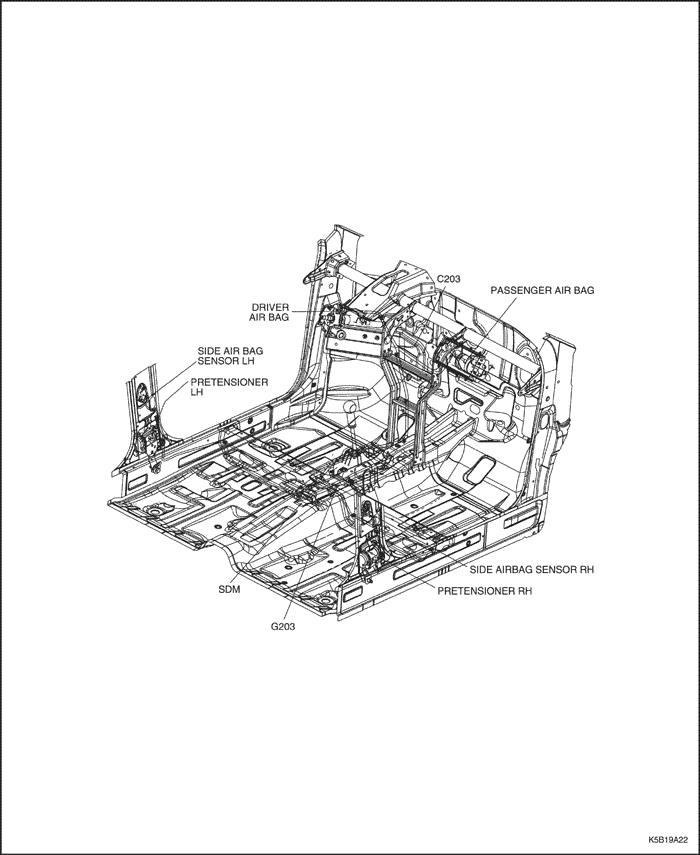 C203
PASSENGER AIR BAG
DRIVER
AIR BAG
SIDE AIR BAG
SENSOR LH
PRETENSIONER
LH
SIDE AIRBAG SENSOR RH
SDM
PRETENSIONER RH
G203
K5B19A22